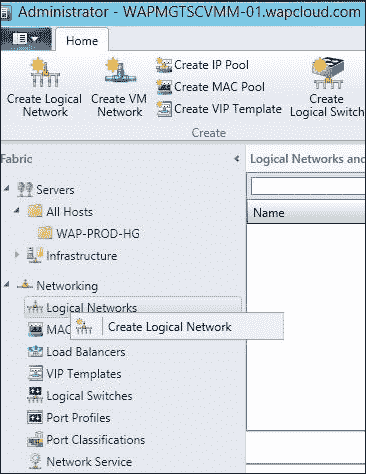 Administrator - WAPMGTSCVMM-01.wapcloud.com
Home
Create Logical Network
Create VM Network
Create IP Pool
Create MAC Pool
Create VIP Template
Create Logical Switch
Create
Fabric
Logical Networks and
Servers
All Hosts
WAP-PROD-HG
Infrastructure
Name
Networking
Logical Networks
MAC
Create Logical Network
Load Balancers
VIP Templates
Logical Switches
Port Profiles
Port Classifications
Network Service